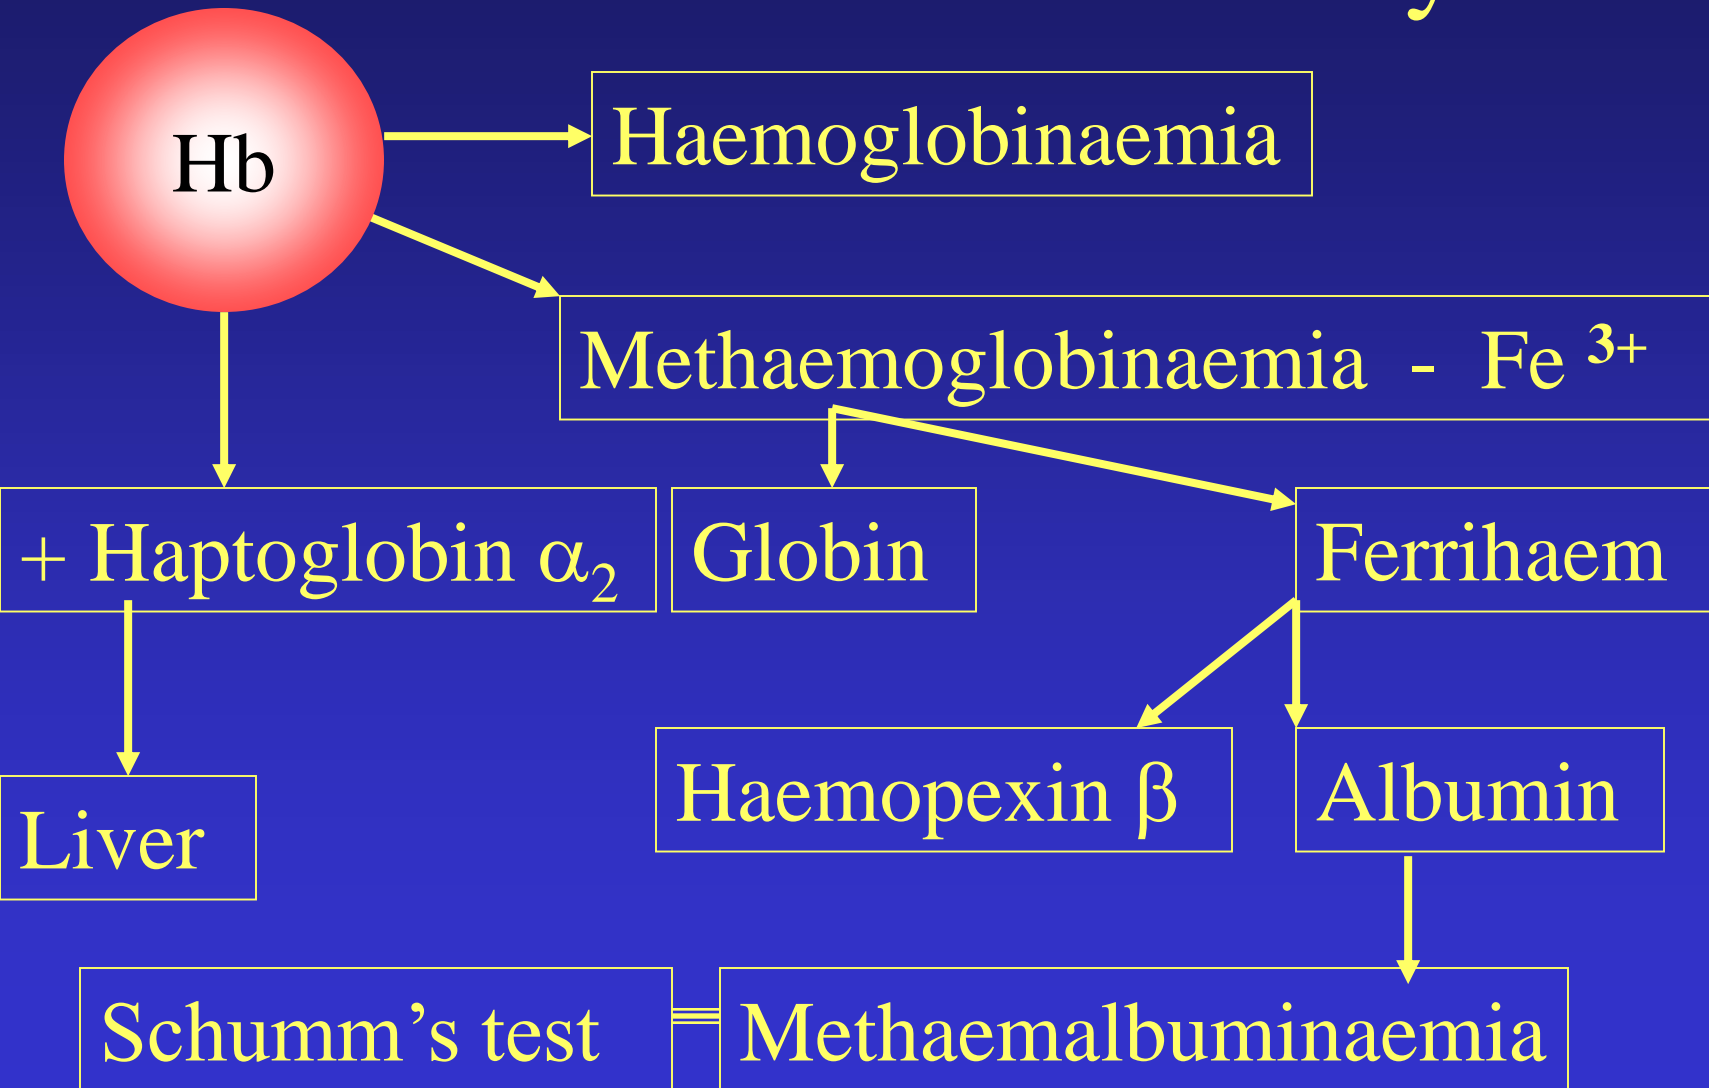 Hb
Haemoglobinaemia
Methaemoglobinaemia - Fe ³⁺
+ Haptoglobin α₂
Globin
Ferrihaem
Haemopexin β
Albumin
Liver
Schumm’s test
Methaemalbuminaemia